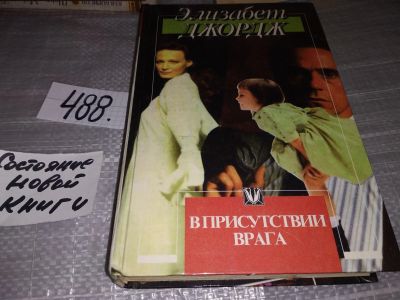 Элизабет
ДЖОРДЖ
488.
Состояние
новой
книги
В ПРИСУТСТВИИ
ВРАГА